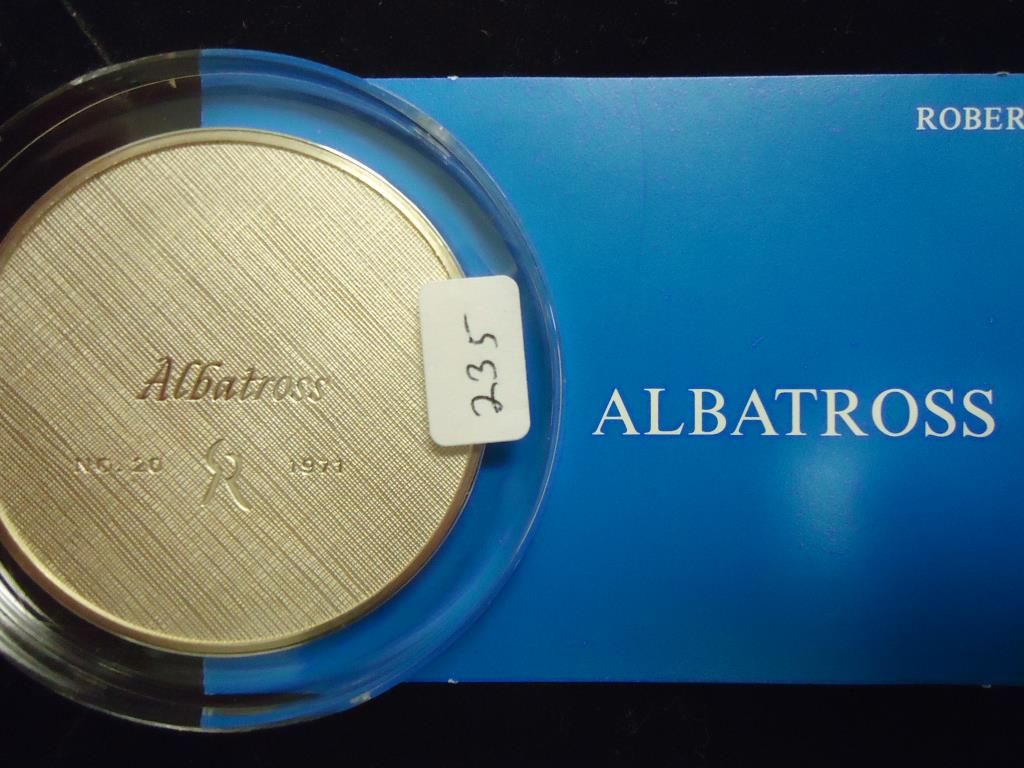 Albatross
NO. 20 R 1971
235
ROBER
ALBATROSS